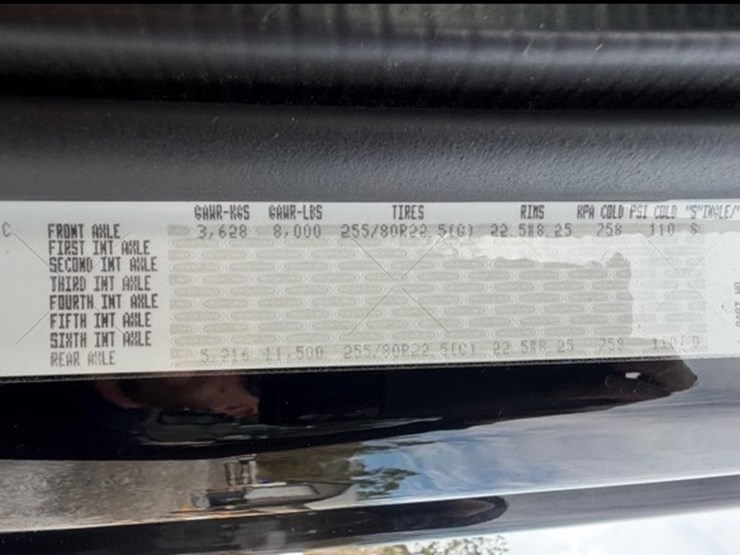 GAWR-KGS GAWR-LBS TIRES RIMS KPA COLD PSI COLD "S"INGLE/"
C FRONT AXLE 3,628 8,000 255/80R22.5(G) 22.5X8.25 758 110 S
FIRST INT AXLE
SECOND INT AXLE
THIRD INT AXLE
FOURTH INT AXLE
FIFTH INT AXLE
SIXTH INT AXLE
REAR AXLE 5,216 11,500 255/80R22.5(G) 22.5X8.25 758 110 D